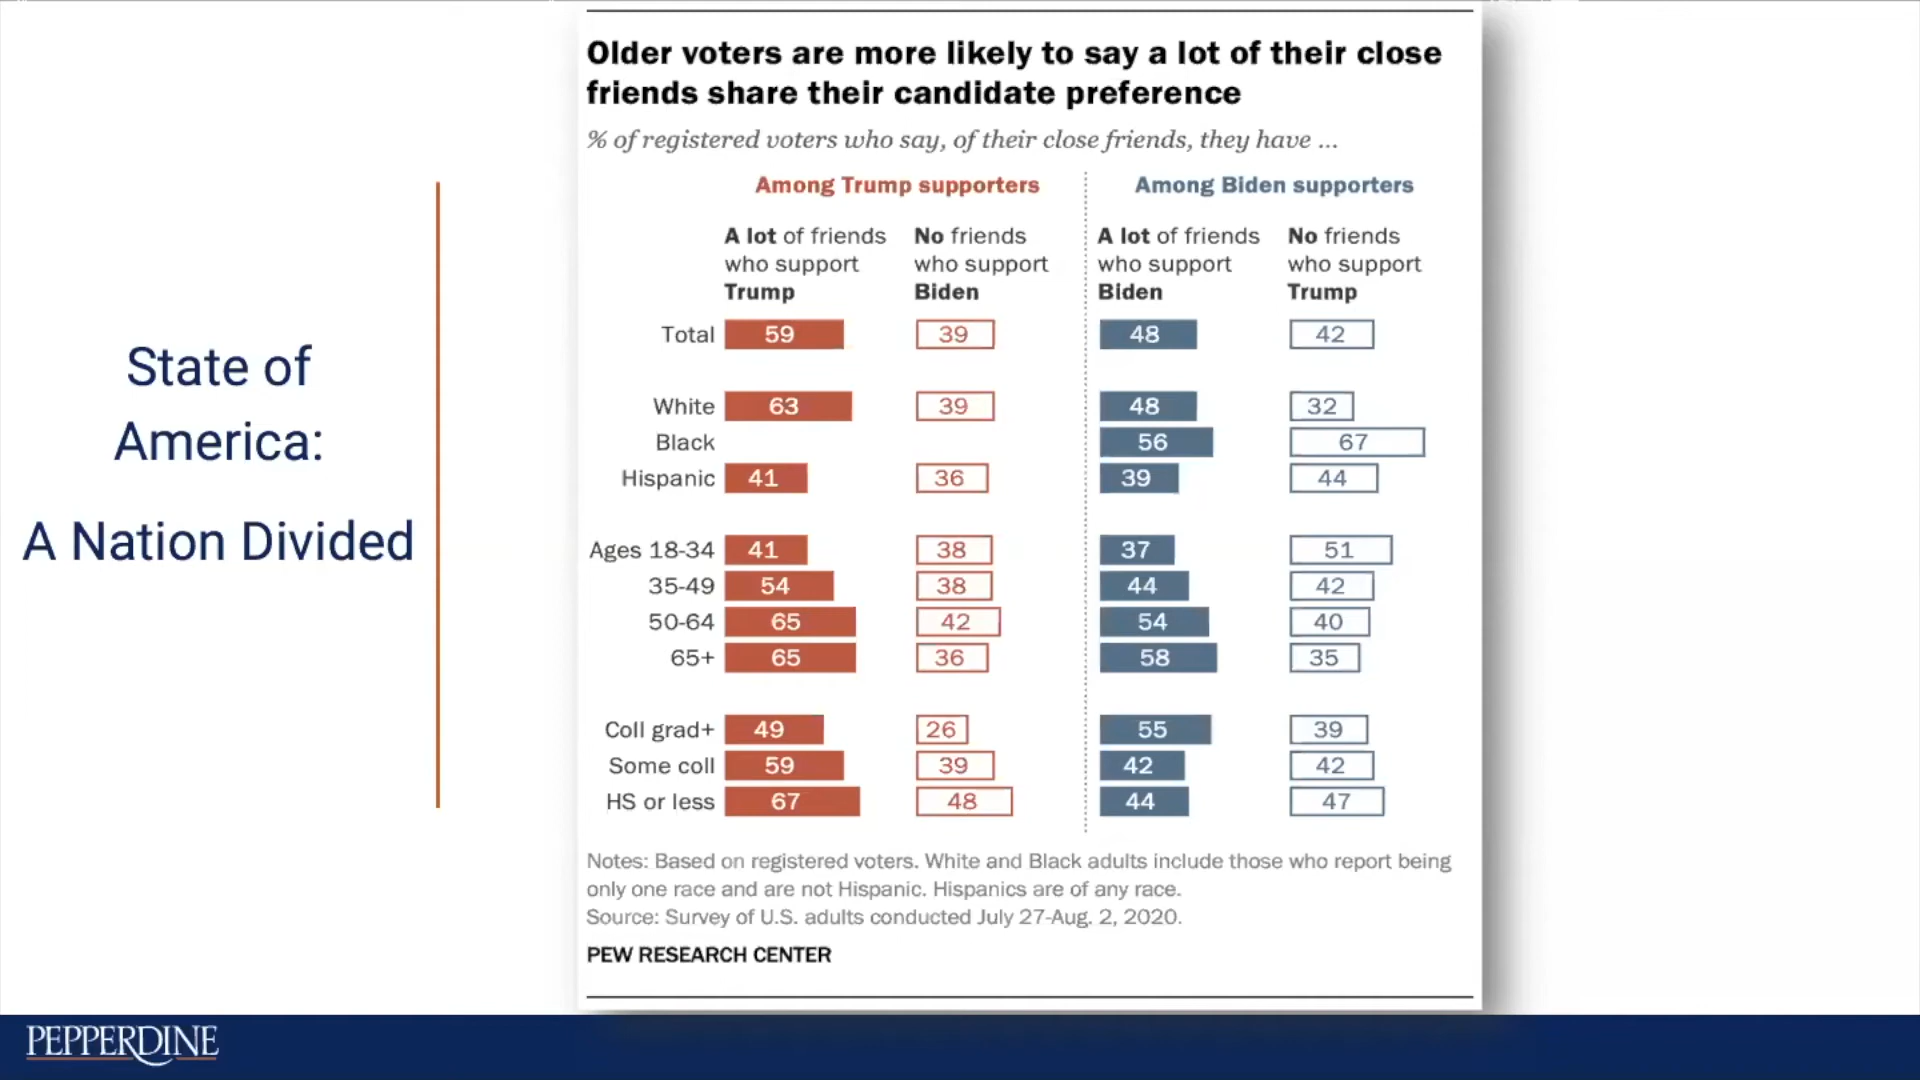 State of
America:
A Nation Divided
Older voters are more likely to say a lot of their close
friends share their candidate preference
% of registered voters who say, of their close friends, they have ...
Among Trump supporters Among Biden supporters
A lot of friends No friends A lot of friends No friends
who support who support who support who support
Trump Biden Biden Trump
Total 59 39 48 42
White 63 39 48 32
Black 56 67
Hispanic 41 36 39 44
Ages 18-34 41 38 37 51
35-49 54 38 44 42
50-64 65 42 54 40
65+ 65 36 58 35
Coll grad+ 49 26 55 39
Some coll 59 39 42 42
HS or less 67 48 44 47
Notes: Based on registered voters. White and Black adults include those who report being
only one race and are not Hispanic. Hispanics are of any race.
Source: Survey of U.S. adults conducted July 27-Aug. 2, 2020.
PEW RESEARCH CENTER
PEPPERDINE